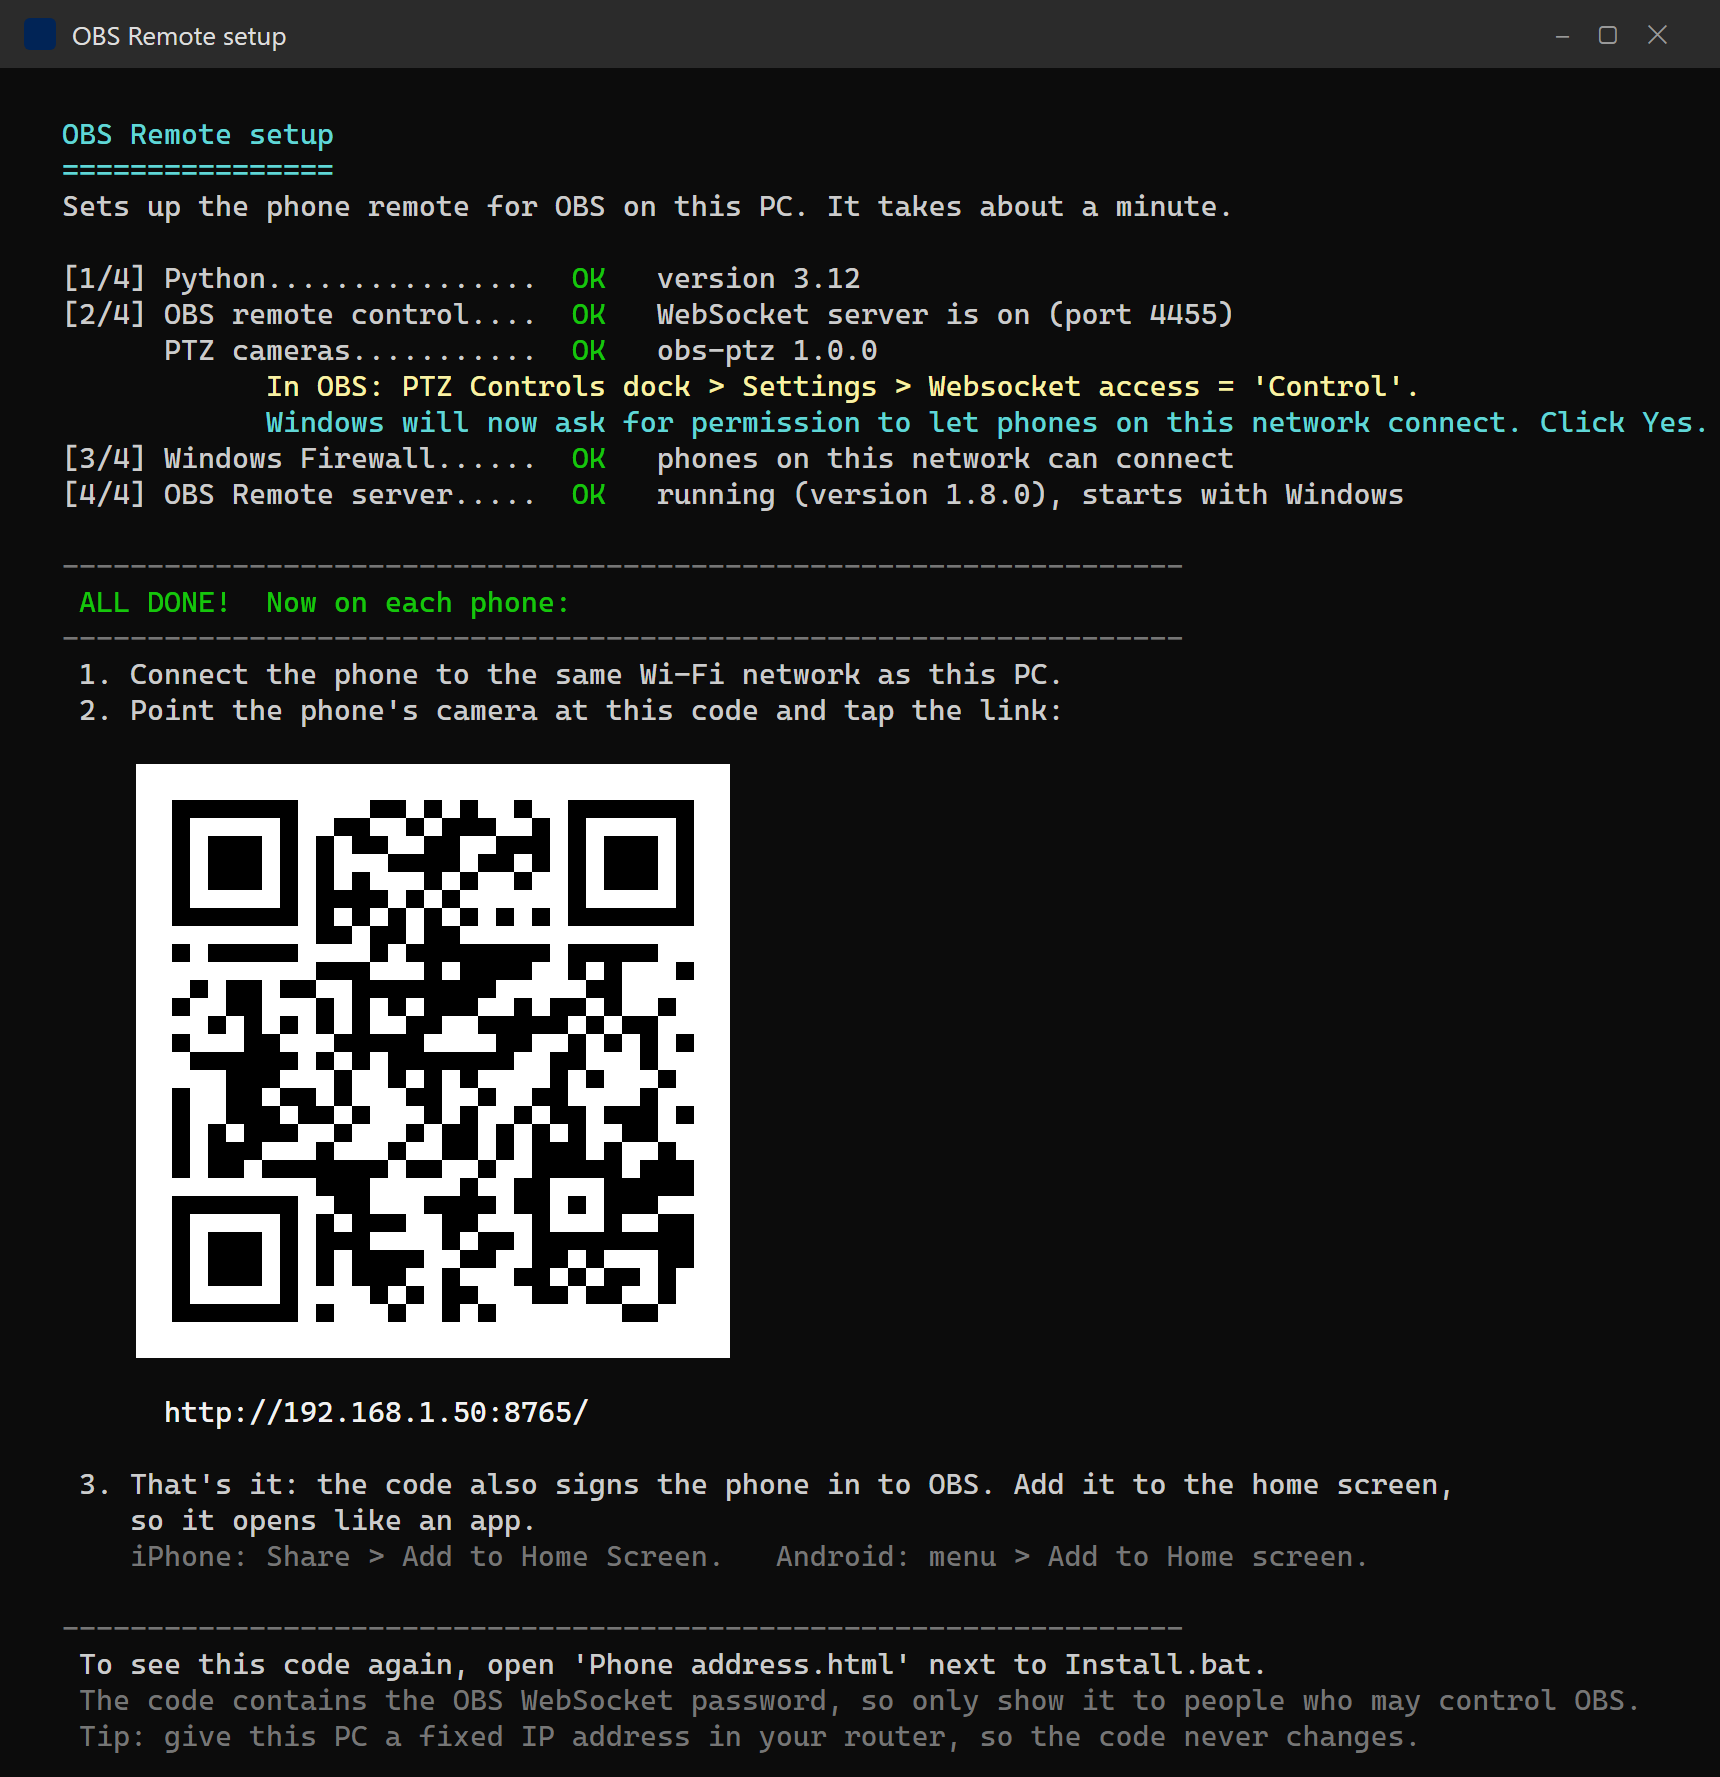 OBS Remote setup
OBS Remote setup
================
Sets up the phone remote for OBS on this PC. It takes about a minute.
[1/4] Python................ OK version 3.12
[2/4] OBS remote control.... OK WebSocket server is on (port 4455)
PTZ cameras........... OK obs-ptz 1.0.0
In OBS: PTZ Controls dock > Settings > Websocket access = 'Control'.
Windows will now ask for permission to let phones on this network connect. Click Yes.
[3/4] Windows Firewall...... OK phones on this network can connect
[4/4] OBS Remote server..... OK running (version 1.8.0), starts with Windows
------------------------------------------------------------------
ALL DONE! Now on each phone:
------------------------------------------------------------------
1. Connect the phone to the same Wi-Fi network as this PC.
2. Point the phone's camera at this code and tap the link:
http://192.168.1.50:8765/
3. That's it: the code also signs the phone in to OBS. Add it to the home screen,
so it opens like an app.
iPhone: Share > Add to Home Screen. Android: menu > Add to Home screen.
------------------------------------------------------------------
To see this code again, open 'Phone address.html' next to Install.bat.
The code contains the OBS WebSocket password, so only show it to people who may control OBS.
Tip: give this PC a fixed IP address in your router, so the code never changes.